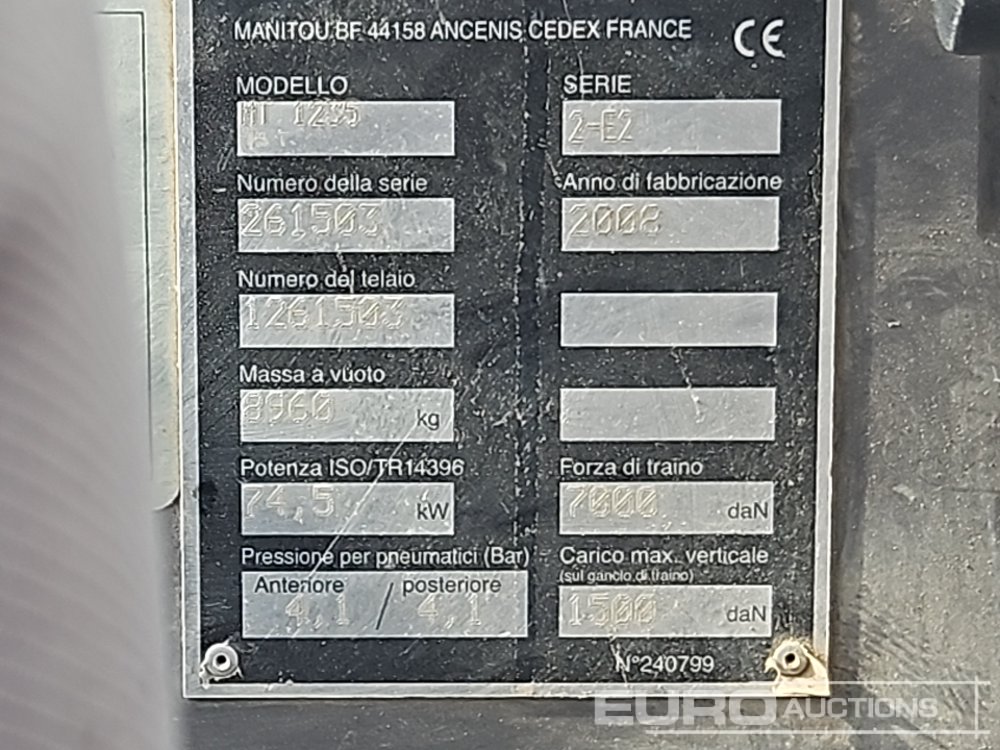 MANITOU BF 44158 ANCENIS CEDEX FRANCE CE
MODELLO SERIE
MT 1235 2-E2
Numero della serie Anno di fabbricazione
261503 2008
Numero del telaio
1261503
Massa a vuoto
8960 kg
Potenza ISO/TR14396 Forza di traino
74,5 kW 7000 daN
Pressione per pneumatici (Bar) Carico max. verticale
(sul gancio di traino)
Anteriore / posteriore
4,1 4,1 1500 daN
N°240799
EURO AUCTIONS